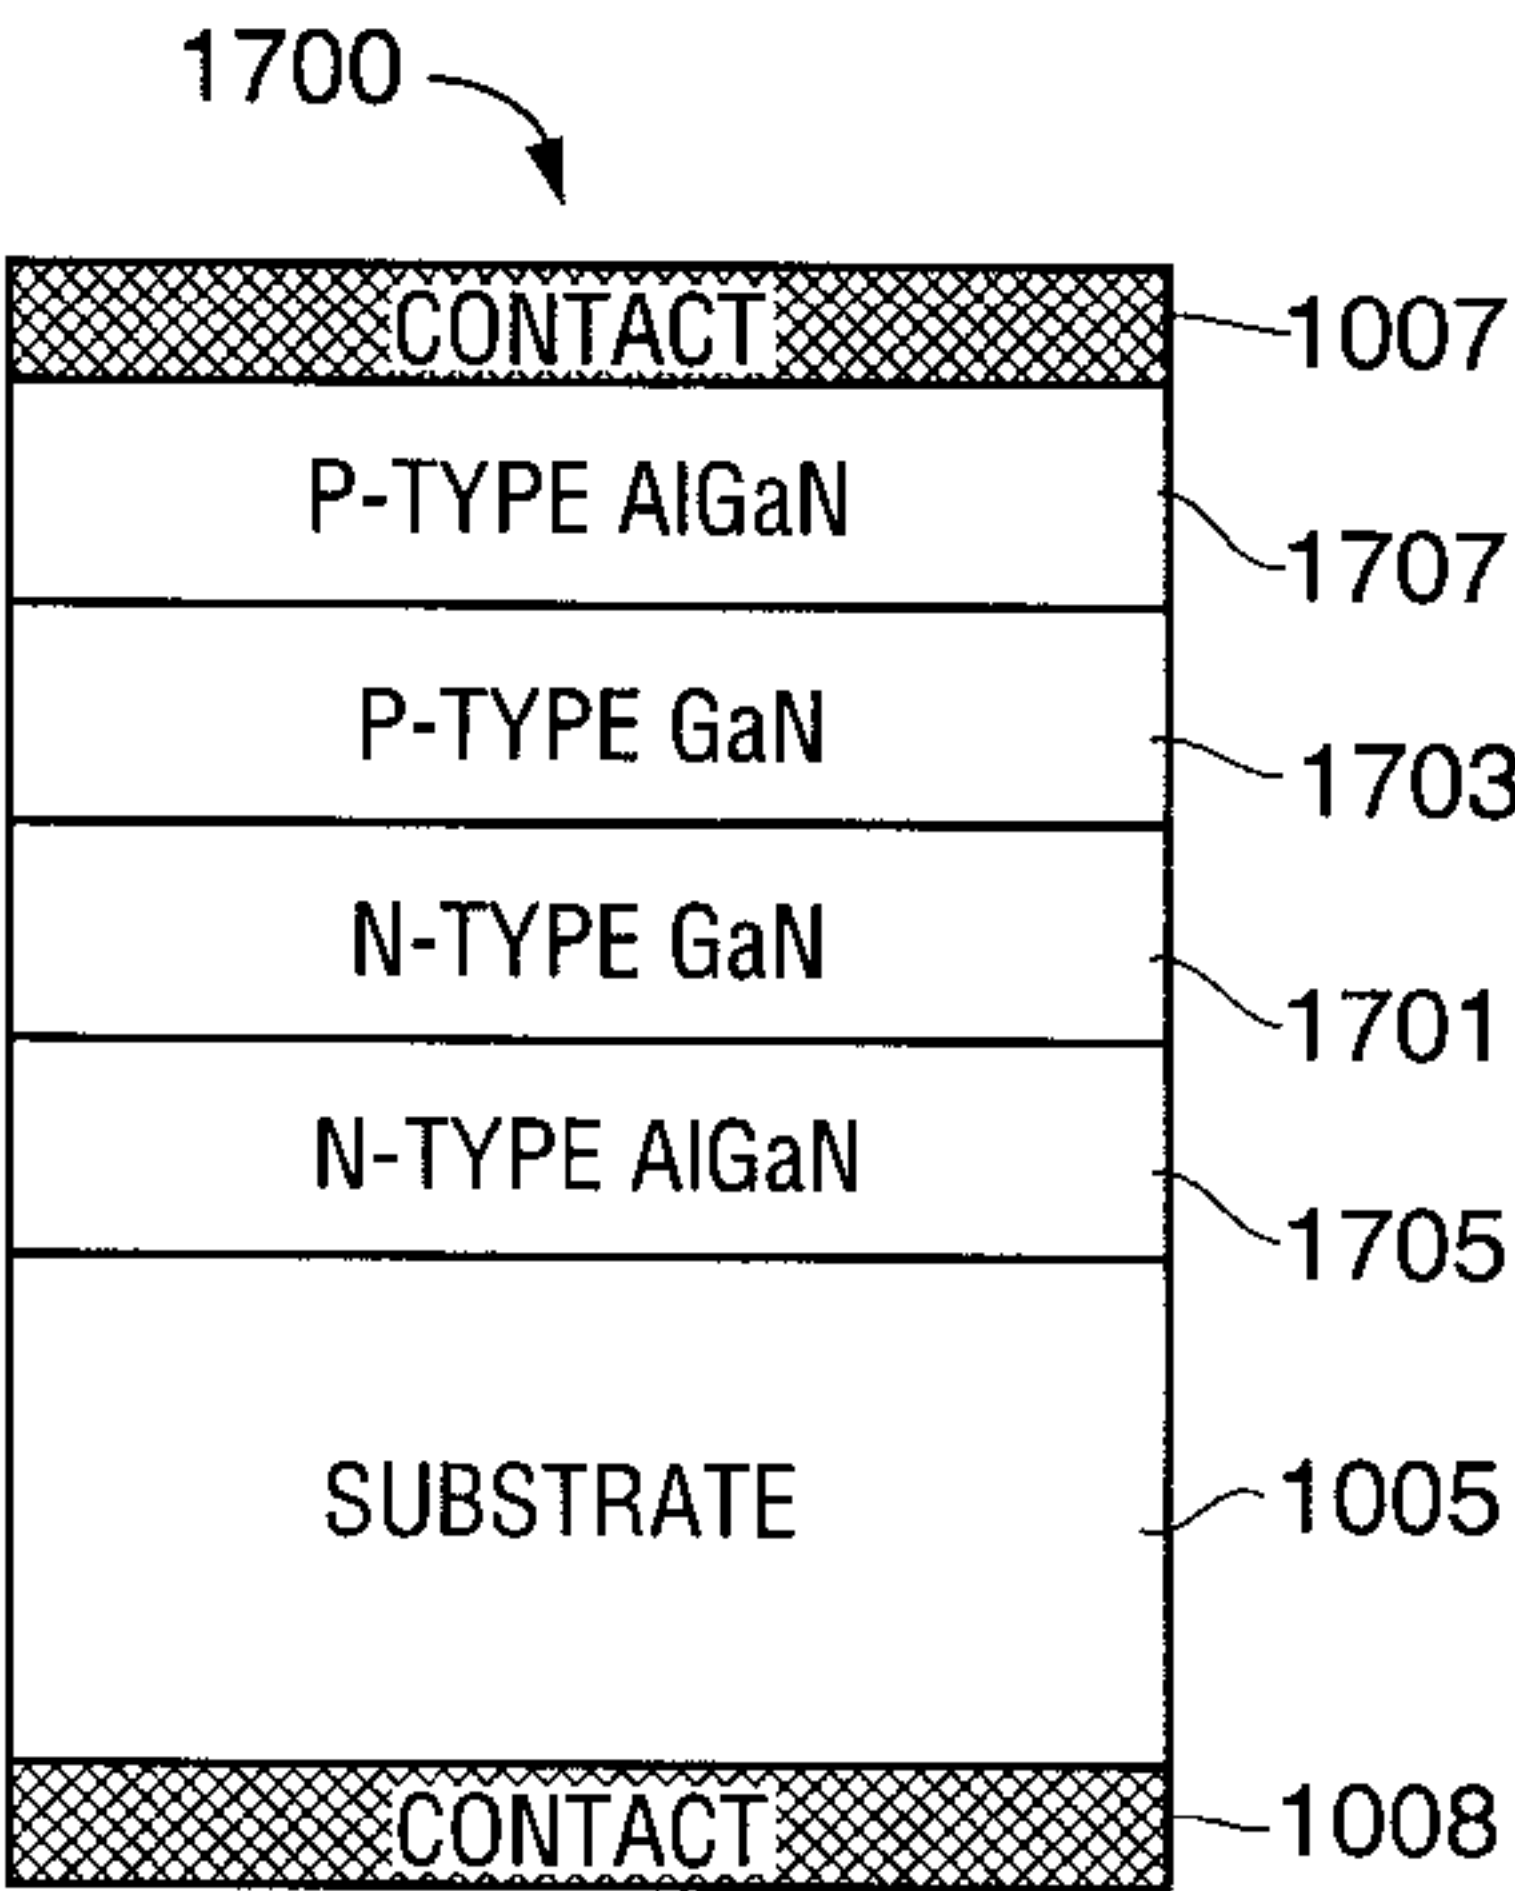 1700
CONTACT
1007
P-TYPE AlGaN
1707
P-TYPE GaN
1703
N-TYPE GaN
1701
N-TYPE AlGaN
1705
SUBSTRATE
1005
CONTACT
1008